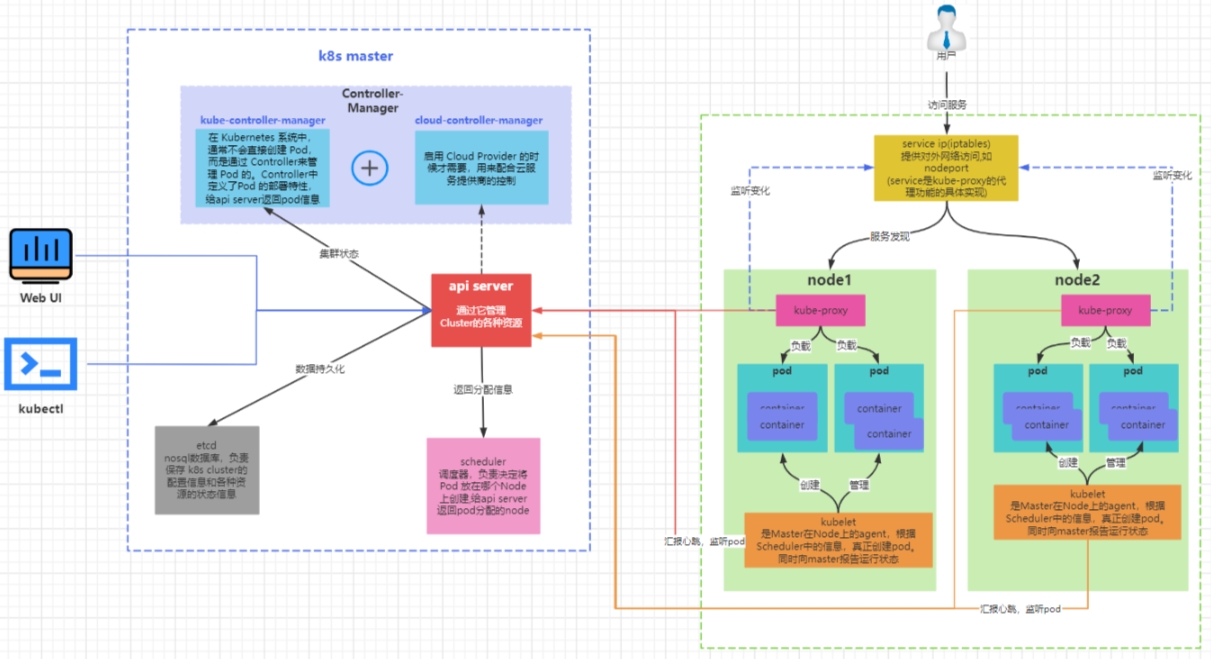 用户
访问服务
k8s master
Controller-
Manager
kube-controller-manager
在 Kubernetes 系统中,
通常不会直接创建 Pod,
而是通过 Controller来管
理 Pod 的。Controller中
定义了Pod 的部署特性,
给api server返回pod信息
cloud-controller-manager
启用 Cloud Provider 的时
候才需要,用来配合云服
务提供商的控制
集群状态
Web UI
kubectl
api server
通过它管理
Cluster的各种资源
数据持久化
返回分配信息
etcd
nosql数据库、负责
保存 k8s cluster的
配置信息和各种资
源的状态信息
scheduler
调度器,负责决定将
Pod 放在哪个Node
上创建,给api server
返回pod分配的node
service ip(iptables)
提供对外网络访问,如
nodeport
(service是kube-proxy的代
理功能的具体实现)
监听变化
监听变化
服务发现
node1
kube-proxy
负载
负载
pod
container
container
pod
container
container
创建
管理
kubelet
是Master在Node上的agent，根据
Scheduler中的信息，真正创建pod。
同时向master报告运行状态
汇报心跳、监听pod
node2
kube-proxy
负载
负载
pod
container
container
pod
container
container
创建
管理
kubelet
是Master在Node上的agent，根据
Scheduler中的信息，真正创建pod。
同时向master报告运行状态
汇报心跳、监听pod